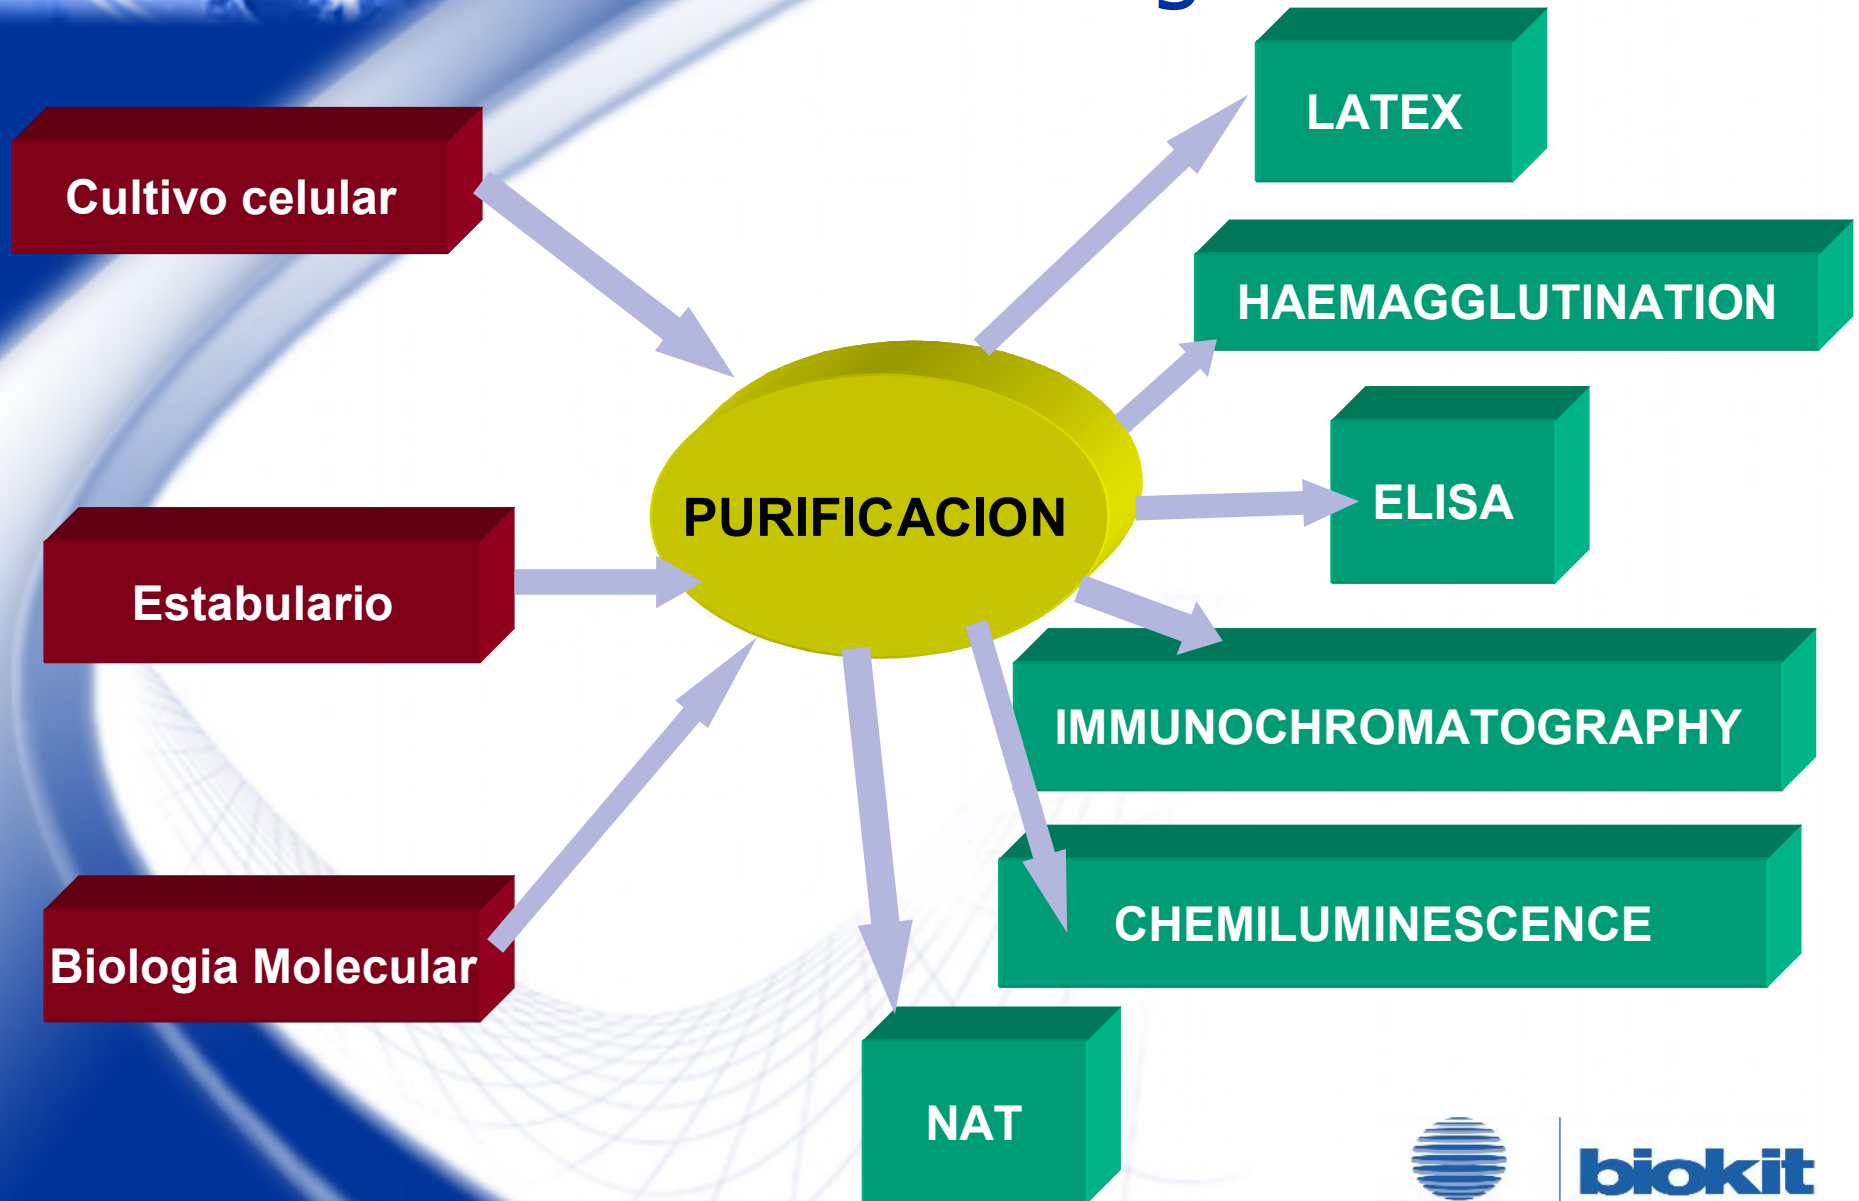 LATEX
Cultivo celular
HAEMAGGLUTINATION
PURIFICACION
ELISA
Estabulario
IMMUNOCHROMATOGRAPHY
CHEMILUMINESCENCE
Biologia Molecular
NAT
biokit